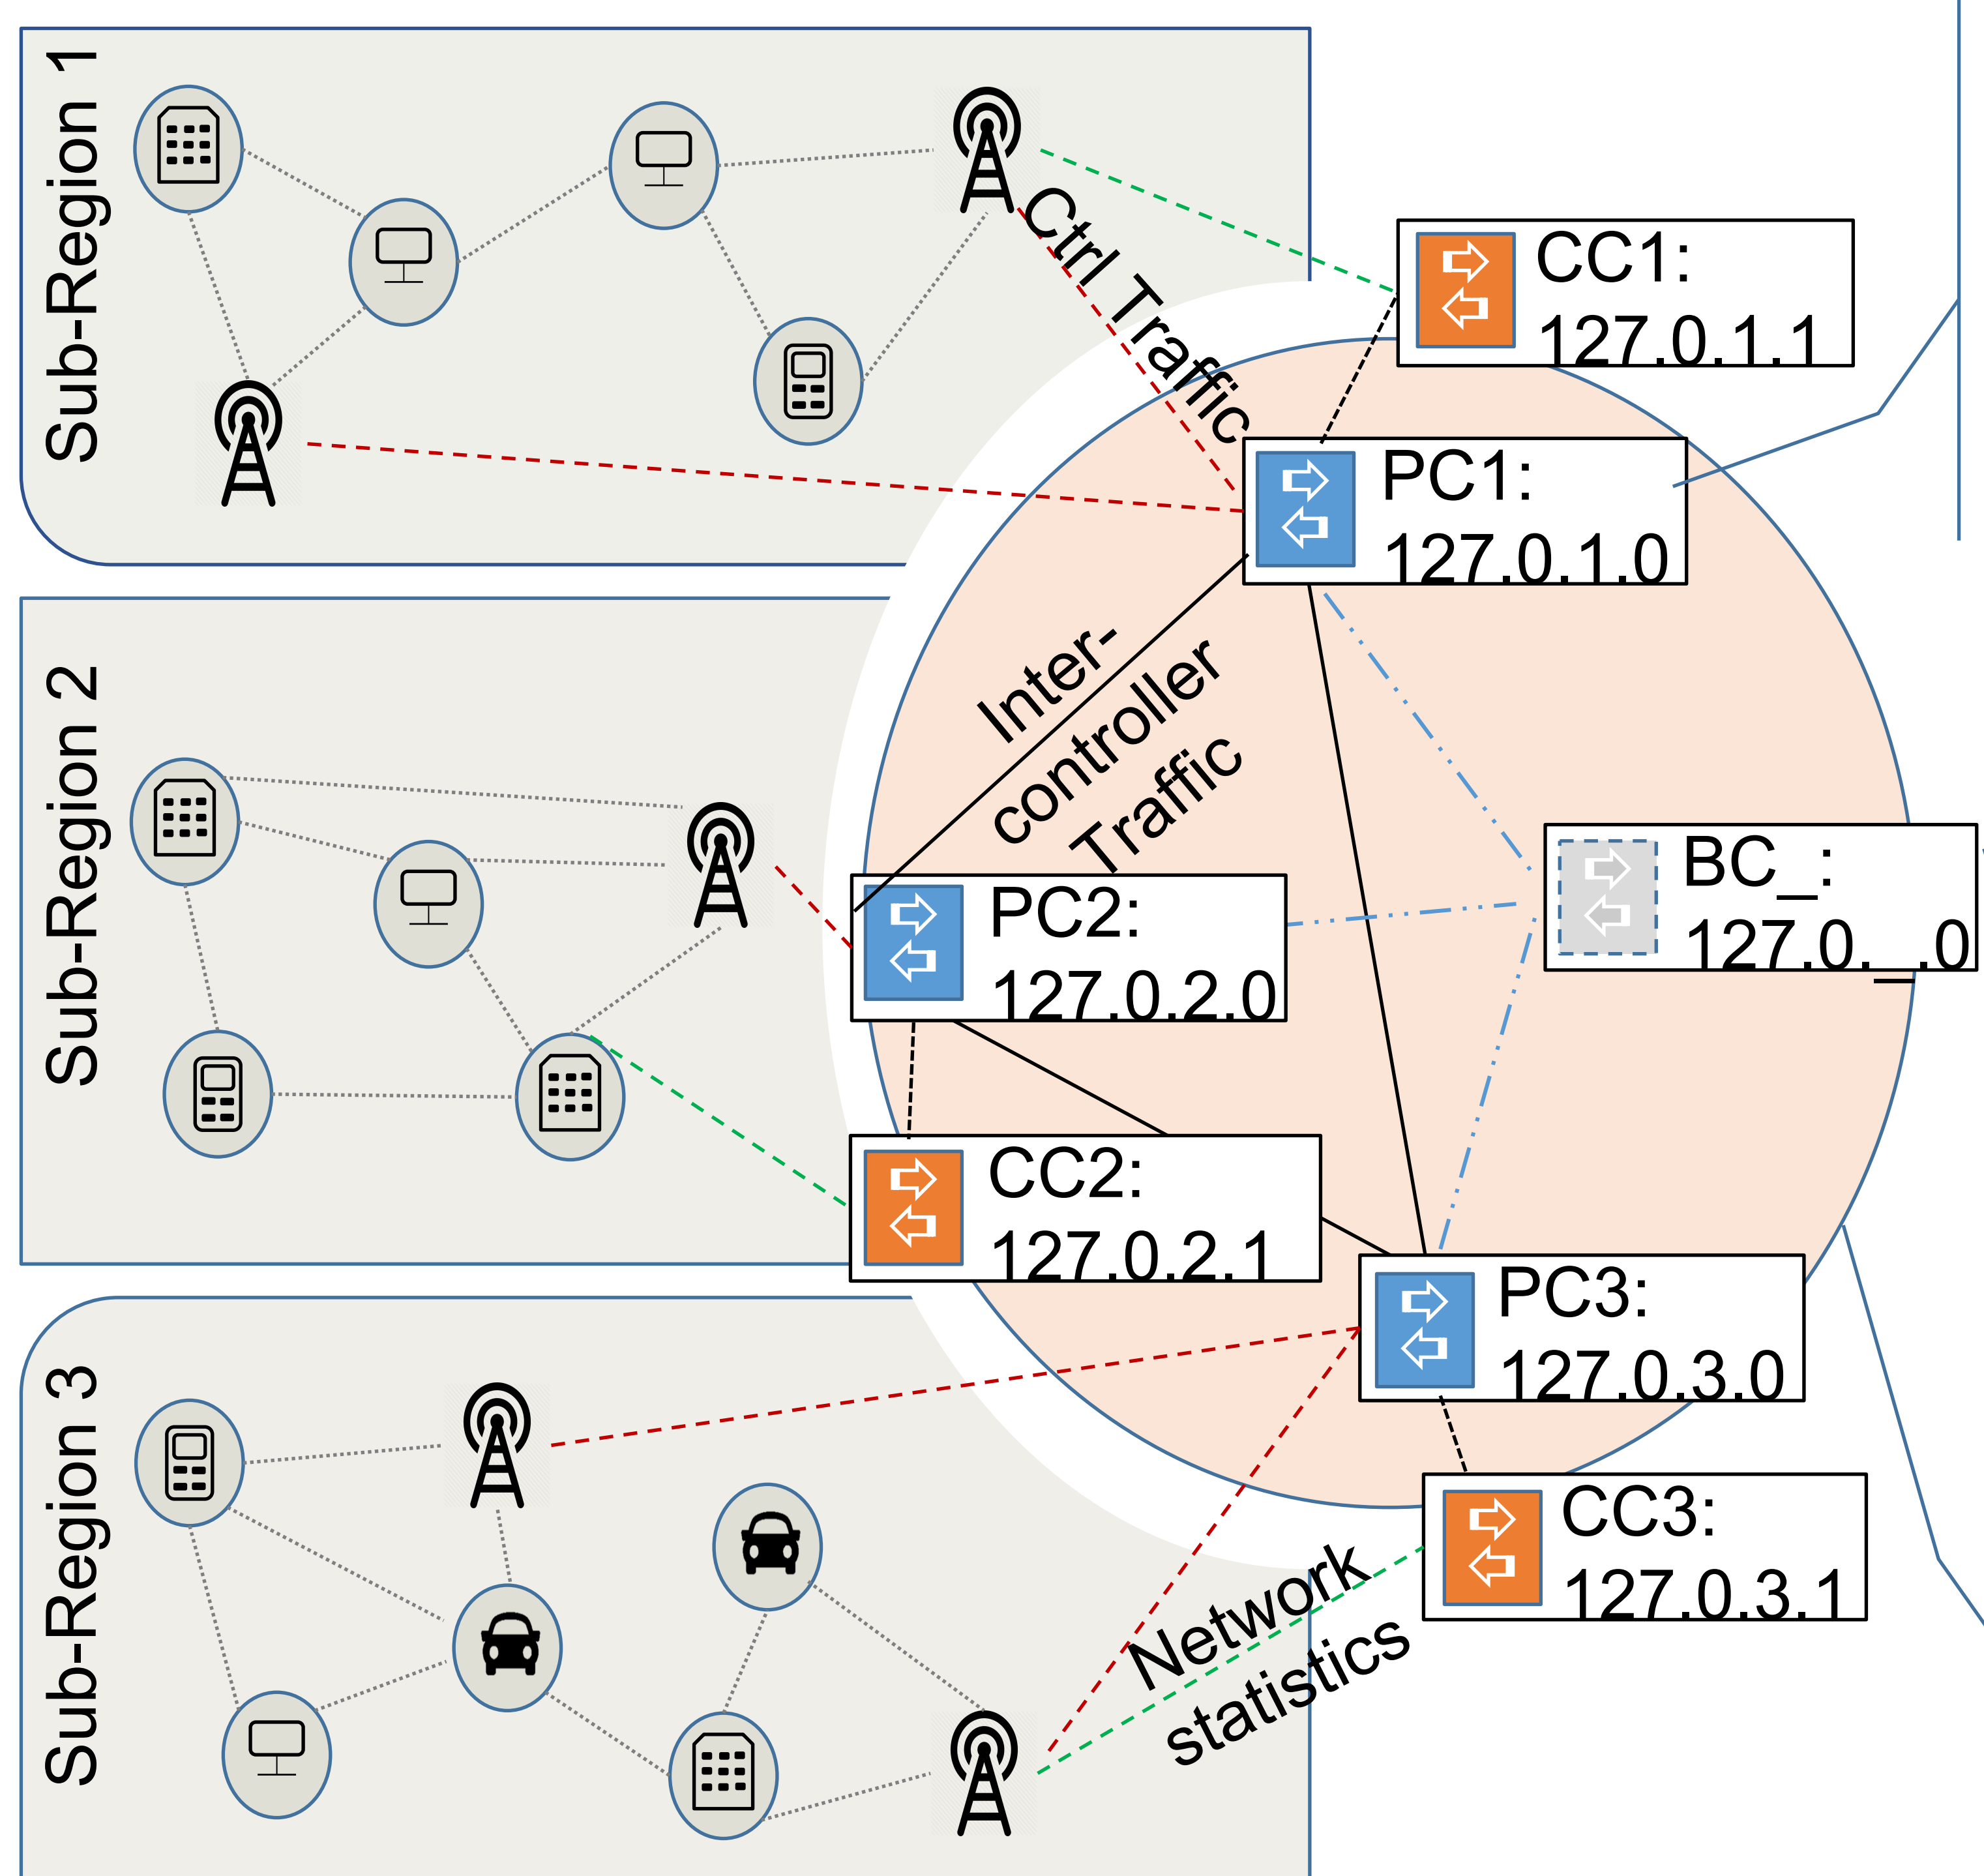 Sub-Region 1
Ctrl Traffic
CC1:
127.0.1.1
PC1:
127.0.1.0
Sub-Region 2
Inter-
controller
Traffic
PC2:
127.0.2.0
BC_:
127.0._.0
CC2:
127.0.2.1
PC3:
127.0.3.0
Sub-Region 3
CC3:
127.0.3.1
Network
statistics